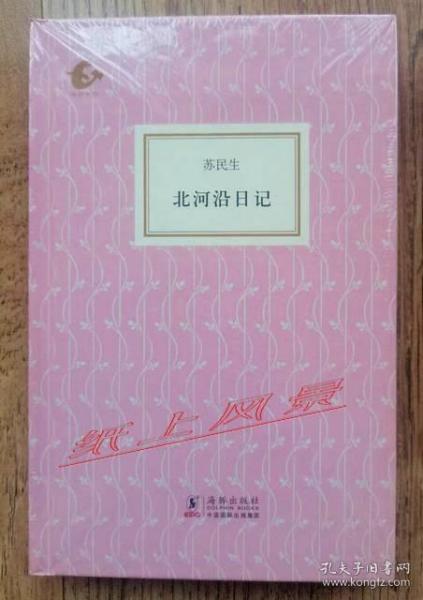 苏民生
北河沿日记
纸上风景
海豚出版社
DOLPHIN BOOKS
中国国际出版集团
孔夫子旧书网
www.kongfz.com